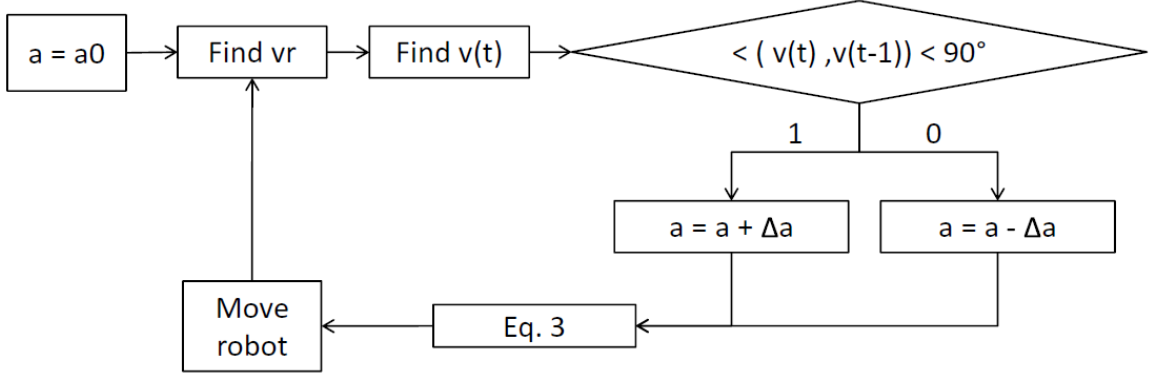 a = a0
Find vr
Find v(t)
< ( v(t) ,v(t-1)) < 90°
1
0
a = a + Δa
a = a - Δa
Eq. 3
Move
robot